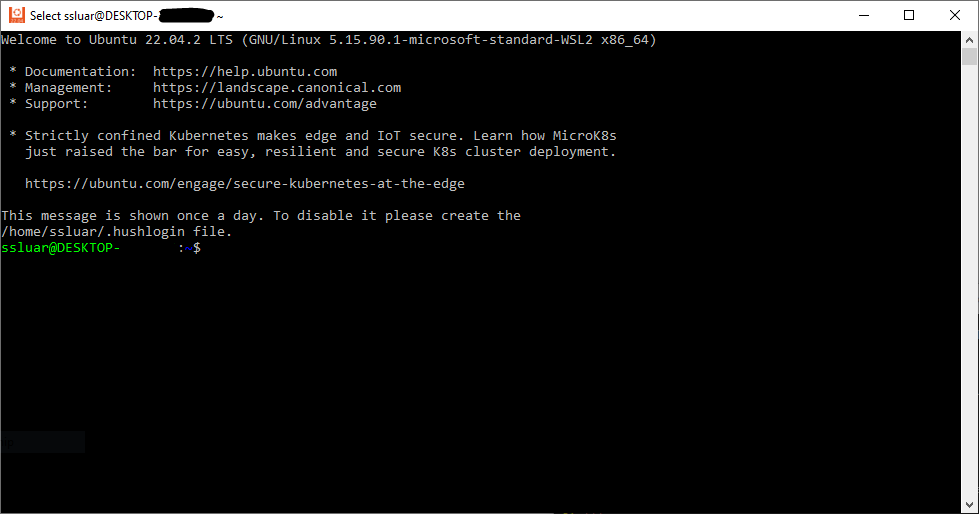 Select ssluar@DESKTOP- ~
Welcome to Ubuntu 22.04.2 LTS (GNU/Linux 5.15.90.1-microsoft-standard-WSL2 x86_64)
* Documentation:  https://help.ubuntu.com
* Management:     https://landscape.canonical.com
* Support:        https://ubuntu.com/advantage
* Strictly confined Kubernetes makes edge and IoT secure. Learn how MicroK8s
just raised the bar for easy, resilient and secure K8s cluster deployment.
https://ubuntu.com/engage/secure-kubernetes-at-the-edge
This message is shown once a day. To disable it please create the
/home/ssluar/.hushlogin file.
ssluar@DESKTOP-       :~$